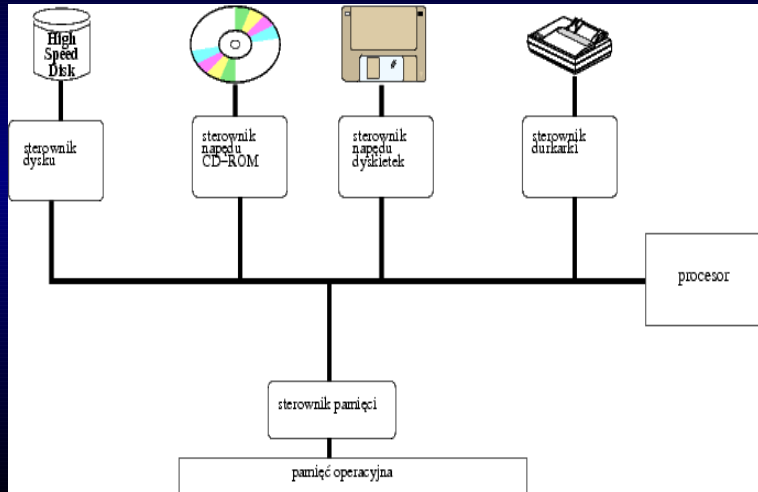 High
Speed
Disk
#
sterownik
dysku
sterownik
napędu
CD-ROM
sterownik
napędu
dyskietek
sterownik
durkarki
procesor
sterownik pamięci
pamięć operacyjna